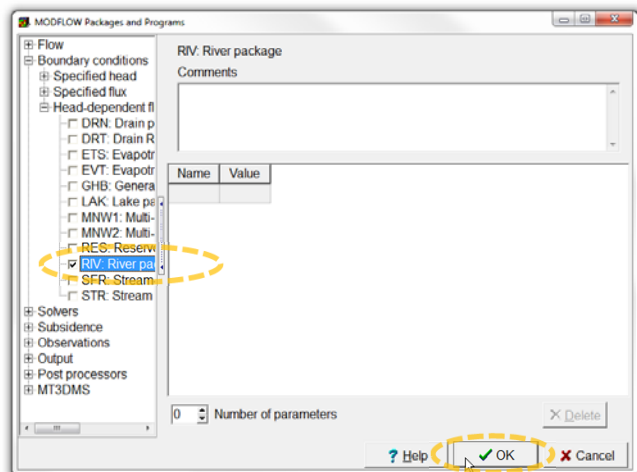 MODFLOW Packages and Programs
Flow
Boundary conditions
Specified head
Specified flux
Head-dependent fl
DRN: Drain p
DRT: Drain R
ETS: Evapotr
EVT: Evapotr
GHB: Genera
LAK: Lake pa
MNW1: Multi-
MNW2: Multi-
RES: Reserv
RIV: River pa
SFR: Stream
STR: Stream
Solvers
Subsidence
Observations
Output
Post processors
MT3DMS
RIV: River package
Comments
Name Value
0 Number of parameters
Delete
? Help
OK
Cancel